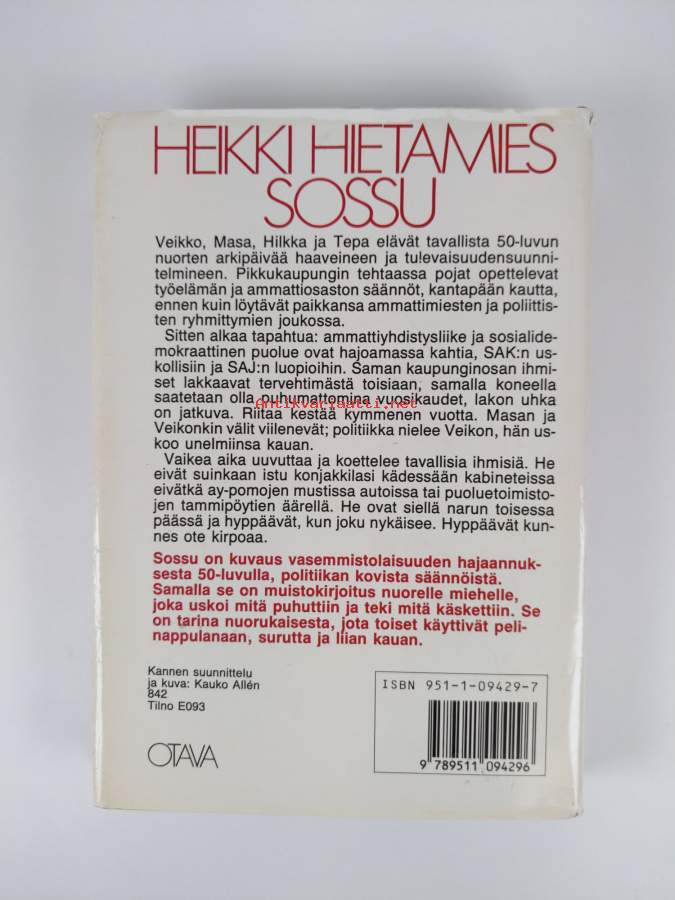 HEIKKI HIETAMIES
SOSSU
Veikko, Masa, Hilkka ja Tepa elävät tavallista 50-luvun
nuorten arkipäivää haaveineen ja tulevaisuudensuunni-
telmineen. Pikkukaupungin tehtaassa pojat opettelevat
työelämän ja ammattiosaston säännöt, kantapään kautta,
ennen kuin löytävät paikkansa ammattimiesten ja poliittis-
ten ryhmittymien joukossa.
Sitten alkaa tapahtua: ammattiyhdistysliike ja sosialide-
mokraattinen puolue ovat hajoamassa kahtia, SAK:n us-
kollisiin ja SAJ:n luopioihin. Saman kaupunginosan ihmi-
set lakkaavat tervehtimästä toisiaan, samalla koneella
saatetaan olla puhumattomina vuosikaudet, lakon uhka
Antikvariaatti.net
on jatkuva. Riitaa kestää kymmenen vuotta. Masan ja
Veikonkin välit viilenevät; politiikka nielee Veikon, hän us-
koo unelmiinsa kauan.
Vaikea aika uuvuttaa ja koettelee tavallisia ihmisiä. He
eivät suinkaan istu konjakkilasi kädessään kabineteissa
eivätkä ay-pomojen mustissa autoissa tai puoluetoimisto-
jen tammipöytien äärellä. He ovat siellä narun toisessa
päässä ja hyppäävät, kun joku nykäisee. Hyppäävät kun-
nes ote kirpoaa.
Sossu on kuvaus vasemmistolaisuuden hajaannuk-
sesta 50-luvulla, politiikan kovista säännöistä.
Samalla se on muistokirjoitus nuorelle miehelle,
joka uskoi mitä puhuttiin ja teki mitä käskettiin. Se
on tarina nuorukaisesta, jota toiset käyttivät peli-
nappulanaan, surutta ja liian kauan.
Kannen suunnittelu
ja kuva: Kauko Allén
842
Tilno E093
OTAVA
ISBN 951-1-09429-7
9 789511 094296